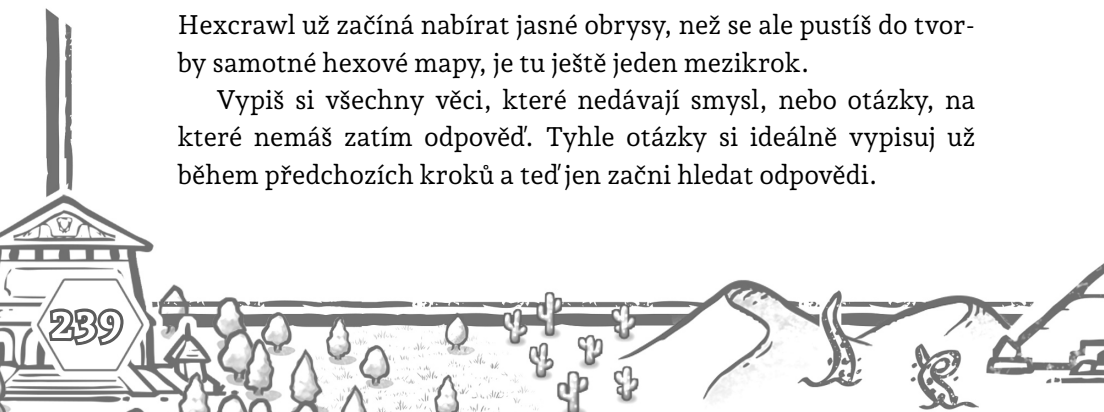 Hexcrawl už začíná nabírat jasné obrysy, než se ale pustíš do tvor-
by samotné hexové mapy, je tu ještě jeden mezikrok.
Vypiš si všechny věci, které nedávají smysl, nebo otázky, na
které nemáš zatím odpověď. Tyhle otázky si ideálně vypisuj už
během předchozích kroků a teď jen začni hledat odpovědi.
239